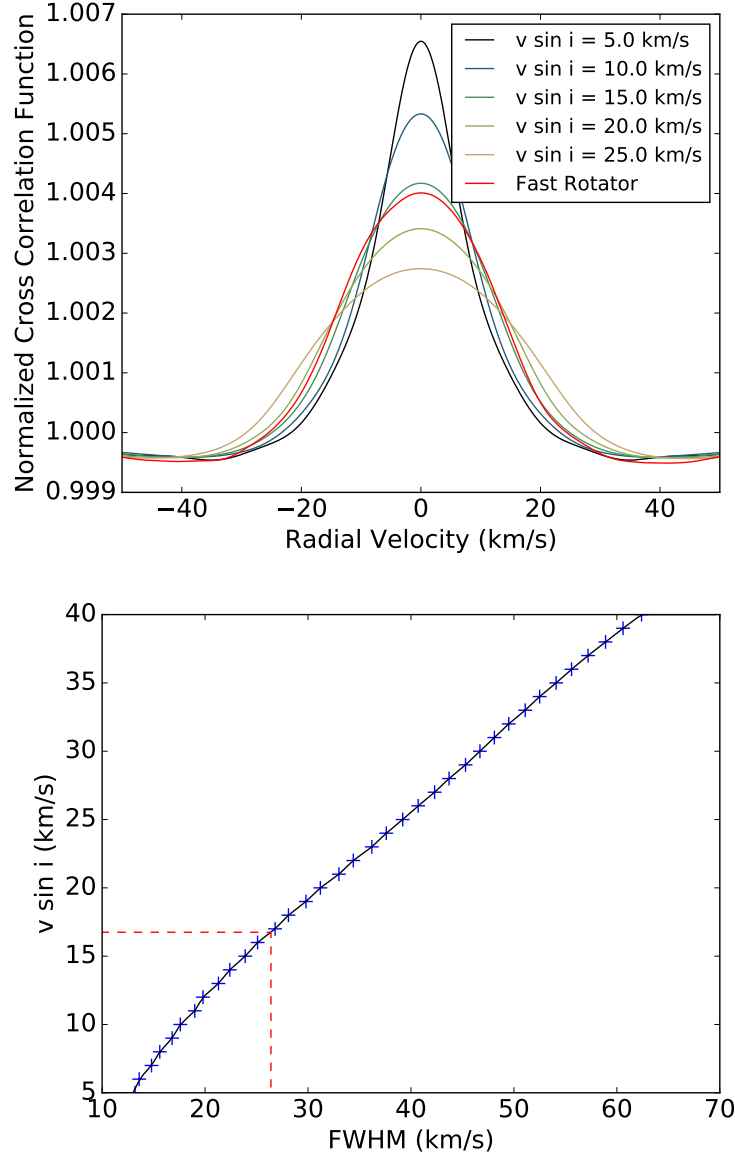 1.007
1.006
1.005
1.004
1.003
1.002
1.001
1.000
0.999
Normalized Cross Correlation Function
v sin i = 5.0 km/s
v sin i = 10.0 km/s
v sin i = 15.0 km/s
v sin i = 20.0 km/s
v sin i = 25.0 km/s
Fast Rotator
−40 −20 0 20 40
Radial Velocity (km/s)
40
35
30
25
20
15
10
5
v sin i (km/s)
10 20 30 40 50 60 70
FWHM (km/s)